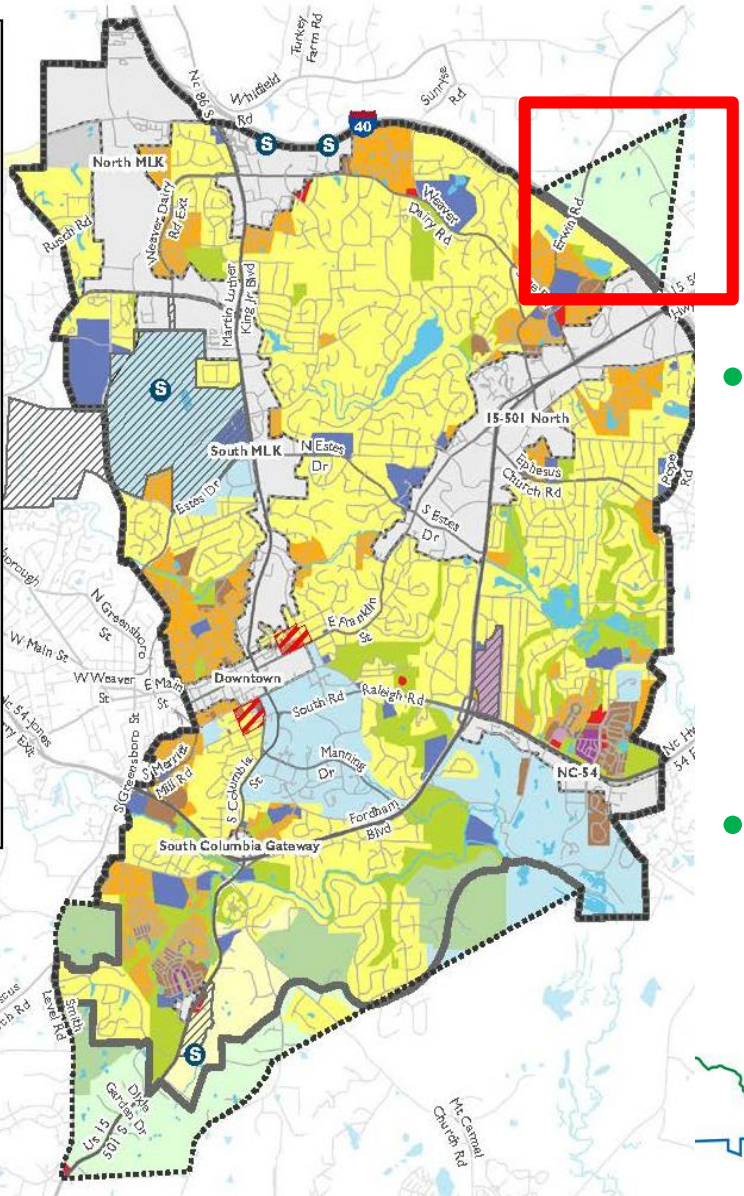 Turkey
Farm Rd
Nc 86 S
Whitfield
Rd
Sunrise
Rd
40
S
S
North MLK
Weaver Dairy
Rd Ext
Rusch Rd
Weaver
Dairy Rd
Erwin Rd
Martin Luther
King Jr. Blvd
15-50
Hwy
S
15-501 North
South MLK
N Estes
Dr
Ephesus
Church Rd
Pope
Rd
Estes Dr
S Estes
Dr
N Greensboro
St
W Main St
E Franklin
St
W Weaver
St
E Main
St
Downtown
South Rd
Raleigh Rd
S Greensboro St
S Merritt
Mill Rd
S Columbia
St
Manning
Dr
NC-54
Nc Hw
54
Fordham
Blvd
South Columbia Gateway
Smith
Level Rd
S
Dixie
Garden Dr
Us 15
501 S
Mt Carmel
Church Rd